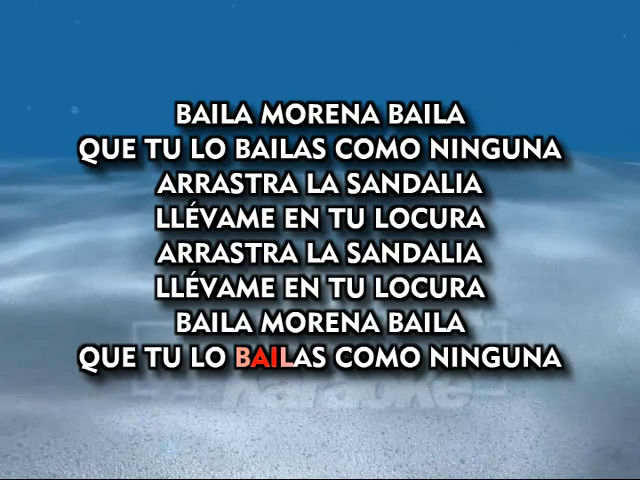 BAILA MORENA BAILA
QUE TU LO BAILAS COMO NINGUNA
ARRASTRA LA SANDALIA
LLÉVAME EN TU LOCURA
ARRASTRA LA SANDALIA
LLÉVAME EN TU LOCURA
BAILA MORENA BAILA
QUE TU LO BAILAS COMO NINGUNA
Karaoke